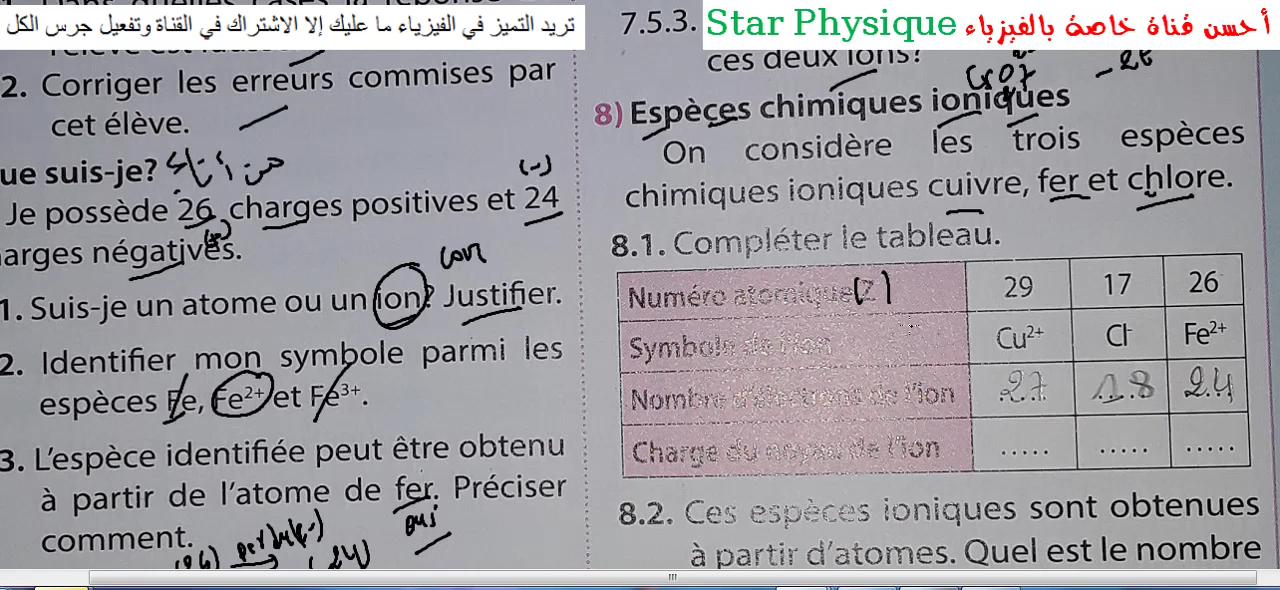 تريد التميز في الفيزياء ما عليك إلا الاشتراك في القناة وتفعيل جرس الكل
أحسن قناة خاصة بالفيزياء Star Physique
2. Corriger les erreurs commises par
cet élève.
ue suis-je? من أنا؟
(-)
Je possède 26 charges positives et 24
arges négatives.
ion
1. Suis-je un atome ou un ion? Justifier.
2. Identifier mon symbole parmi les
espèces Fe, Fe²⁺ et Fe³⁺.
3. L'espèce identifiée peut être obtenu
à partir de l'atome de fer. Préciser
comment.
oui
7.5.3.
ces deux ions?
8) Espèces chimiques ioniques
On considère les trois espèces
chimiques ioniques cuivre, fer et chlore.
8.1. Compléter le tableau.
Numéro atomique (Z) 29 17 26
Symbole de l'ion Cu²⁺ Cl⁻ Fe²⁺
Nombre d'électrons de l'ion 27 18 24
Charge du noyau de l'ion ..... ..... .....
8.2. Ces espèces ioniques sont obtenues
à partir d'atomes. Quel est le nombre